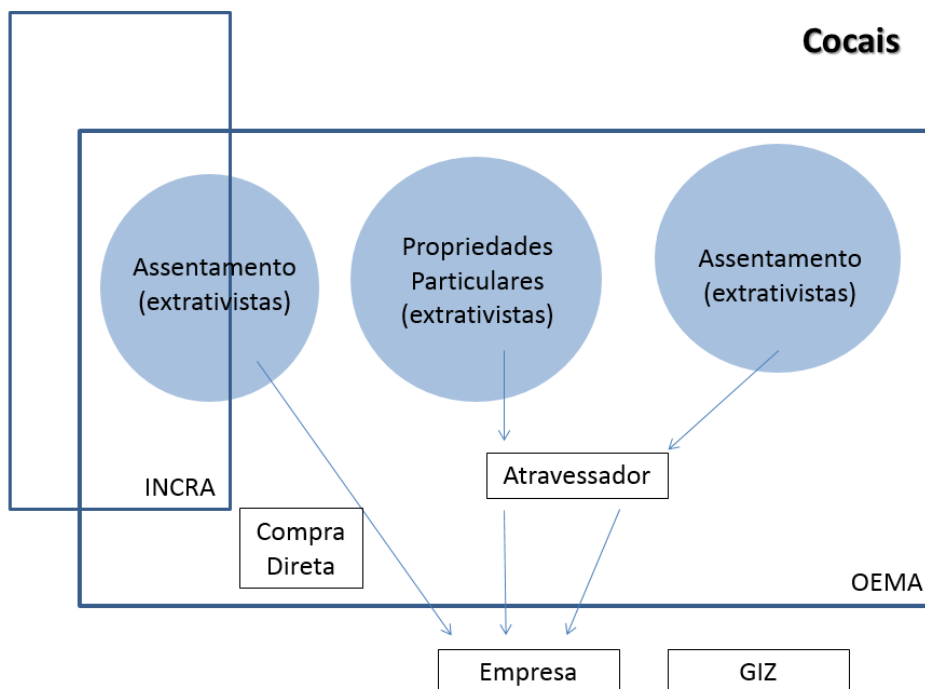 Cocais
Assentamento
(extrativistas)
Propriedades
Particulares
(extrativistas)
Assentamento
(extrativistas)
Atravessador
INCRA
Compra
Direta
OEMA
Empresa
GIZ